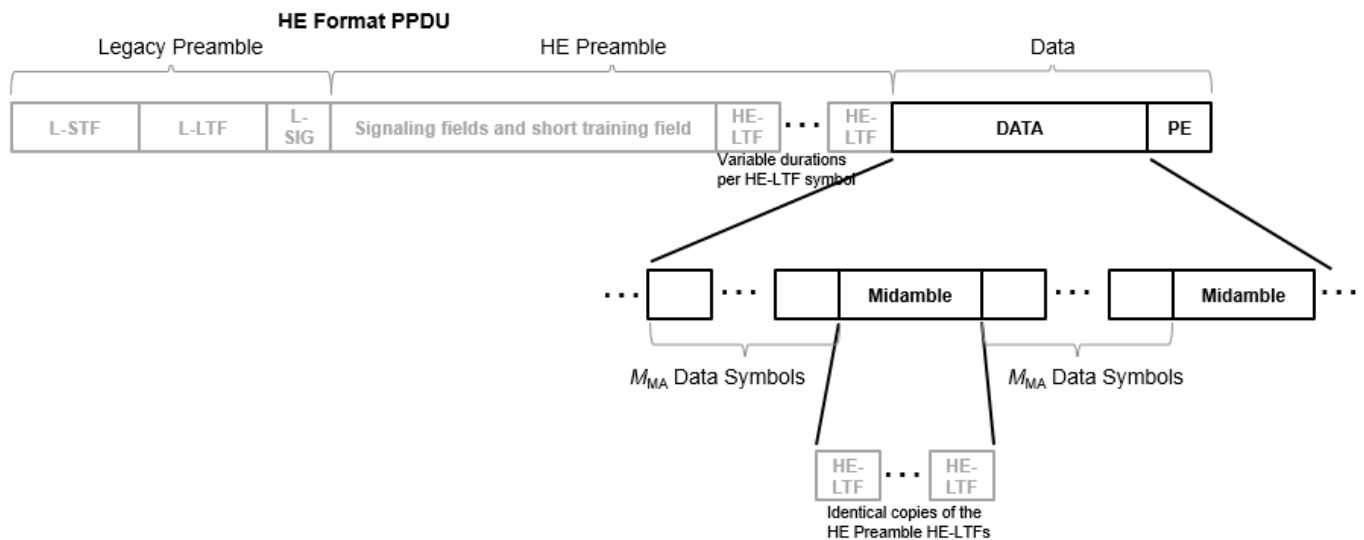 HE Format PPDU
Legacy Preamble
HE Preamble
Data
L-STF
L-LTF
L-
SIG
Signaling fields and short training field
HE-
LTF
...
HE-
LTF
DATA
PE
Variable durations
per HE-LTF symbol
...
...
Midamble
...
Midamble
...
MMA Data Symbols
MMA Data Symbols
HE-
LTF
...
HE-
LTF
Identical copies of the
HE Preamble HE-LTFs